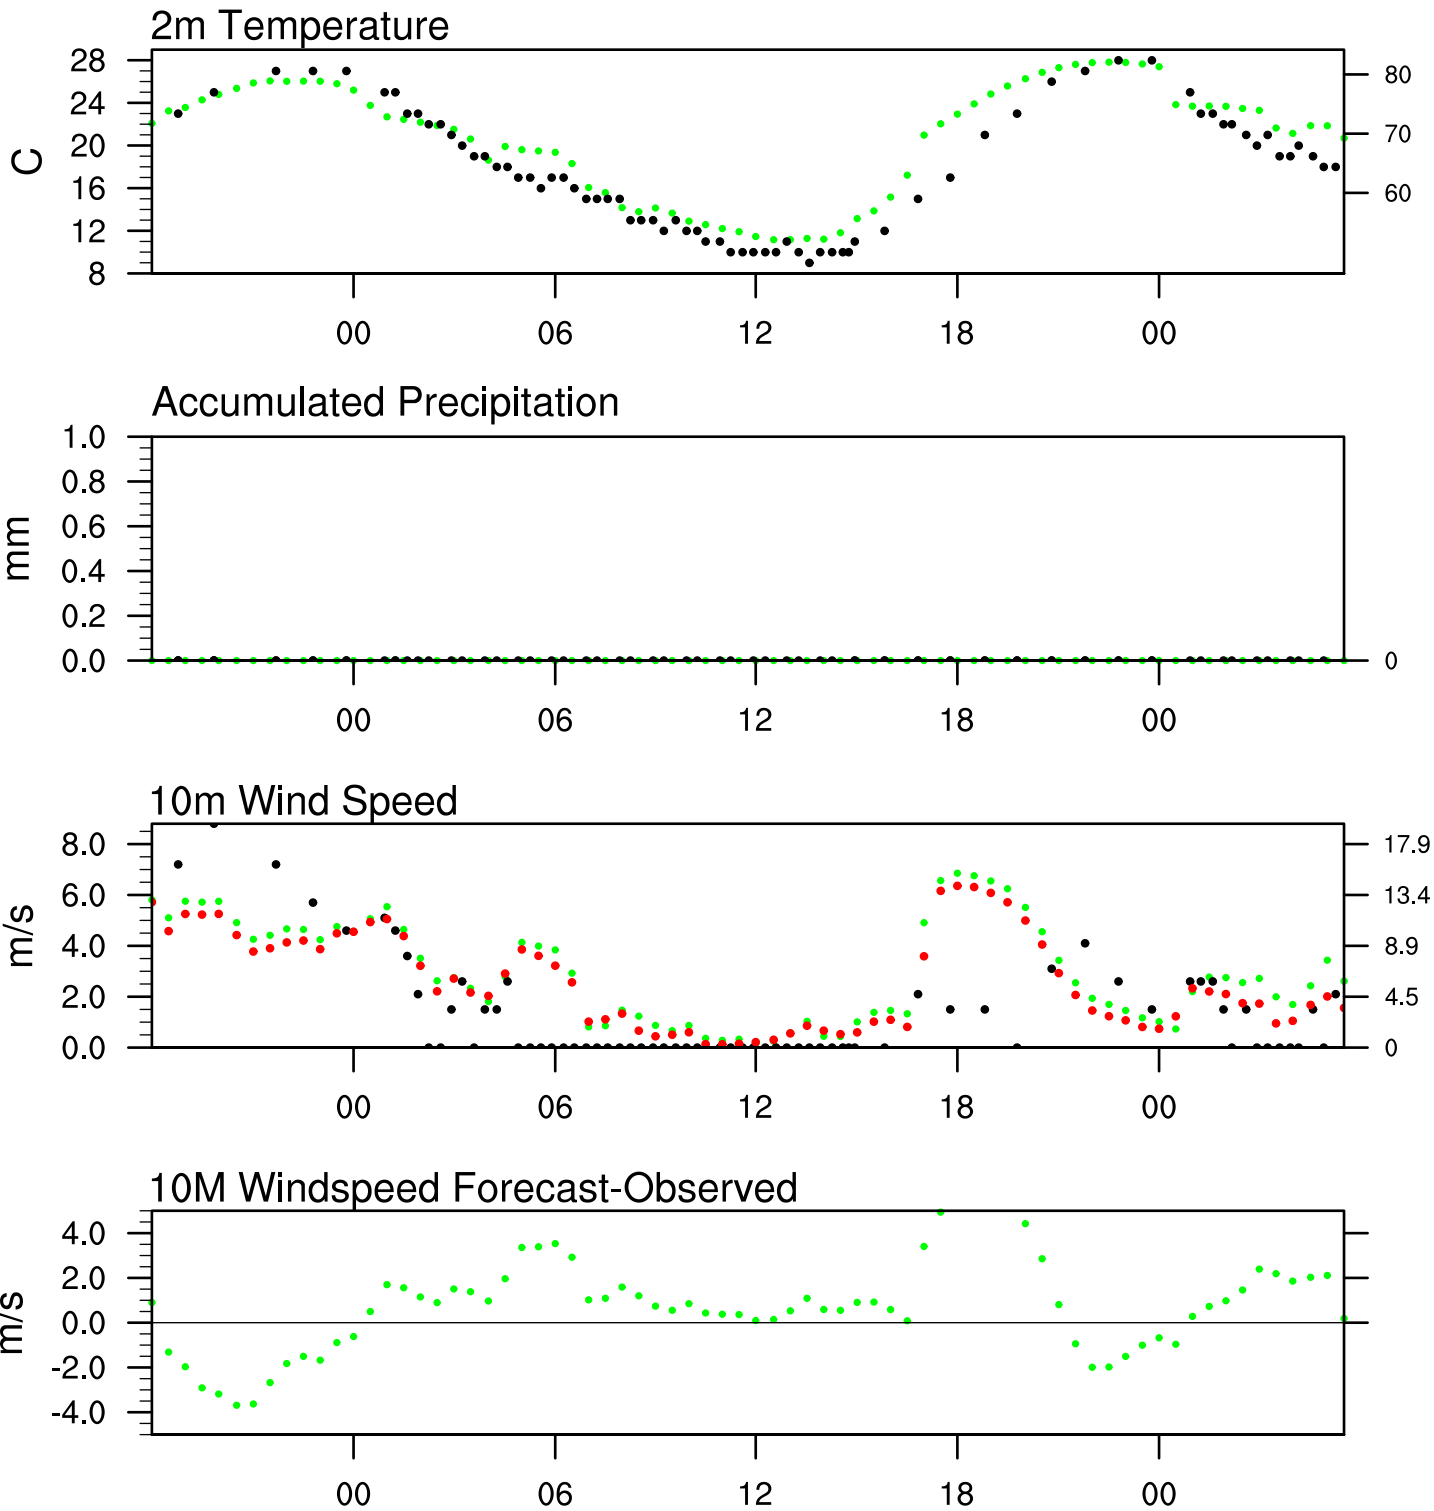 2m Temperature
28
24
20
16
12
8
C
80
70
60
00 06 12 18 00
Accumulated Precipitation
1.0
0.8
0.6
0.4
0.2
0.0
mm
0
00 06 12 18 00
10m Wind Speed
8.0
6.0
4.0
2.0
0.0
m/s
17.9
13.4
8.9
4.5
0
00 06 12 18 00
10M Windspeed Forecast-Observed
4.0
2.0
0.0
-2.0
-4.0
m/s
00 06 12 18 00